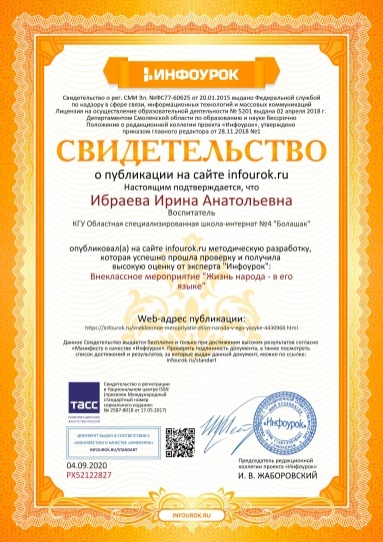 ИНФОУРОК
Свидетельство о рег. СМИ Эл. №ФС77-60625 от 20.01.2015 выдано Федеральной службой
по надзору в сфере связи, информационных технологий и массовых коммуникаций
Лицензия на осуществление образовательной деятельности № 5201 выдана 02 апреля 2018 г.
Департаментом Смоленской области по образованию и науке бессрочно
Положение о редакционной коллегии проекта «Инфоурок», утверждено
приказом главного редактора от 28.11.2018 №1
СВИДЕТЕЛЬСТВО
о публикации на сайте infourok.ru
Настоящим подтверждается, что
Ибраева Ирина Анатольевна
Воспитатель
КГУ Областная специализированная школа-интернат №4 "Болашак"
опубликовал(а) на сайте infourok.ru методическую разработку,
которая успешно прошла проверку и получила
высокую оценку от эксперта "Инфоурок":
Внеклассное мероприятие "Жизнь народа - в его
языке"
Web-адрес публикации:
https://infourok.ru/vneklassnoe-meropriyatie-zhizn-naroda-v-ego-yazyke-4430968.html
Данное Свидетельство выдается бесплатно и только при достижении высоких результатов согласно
«Манифесту о качестве «Инфоурок». Проверить подлинность документа, а также посмотреть
список достижений и результатов, за которые выдан данный документ, можно по ссылке:
infourok.ru/standart
ТАСС
ИНФОРМАЦИОННОЕ
АГЕНТСТВО РОССИИ
Свидетельство о регистрации
в Национальном центре ISSN
(присвоен Международный
стандартный номер
сериального издания:
№ 2587-8018 от 17.05.2017)
ДОКУМЕНТ ВЫДАН В СООТВЕТСТВИИ С
«МАНИФЕСТОМ О КАЧЕСТВЕ «ИНФОУРОК»
INFOUROK.RU/STANDART
04.09.2020
РХ52122827
«Инфоурок»
Председатель редакционной
коллегии проекта «Инфоурок»
И. В. ЖАБОРОВСКИЙ
INFOUROK.RU